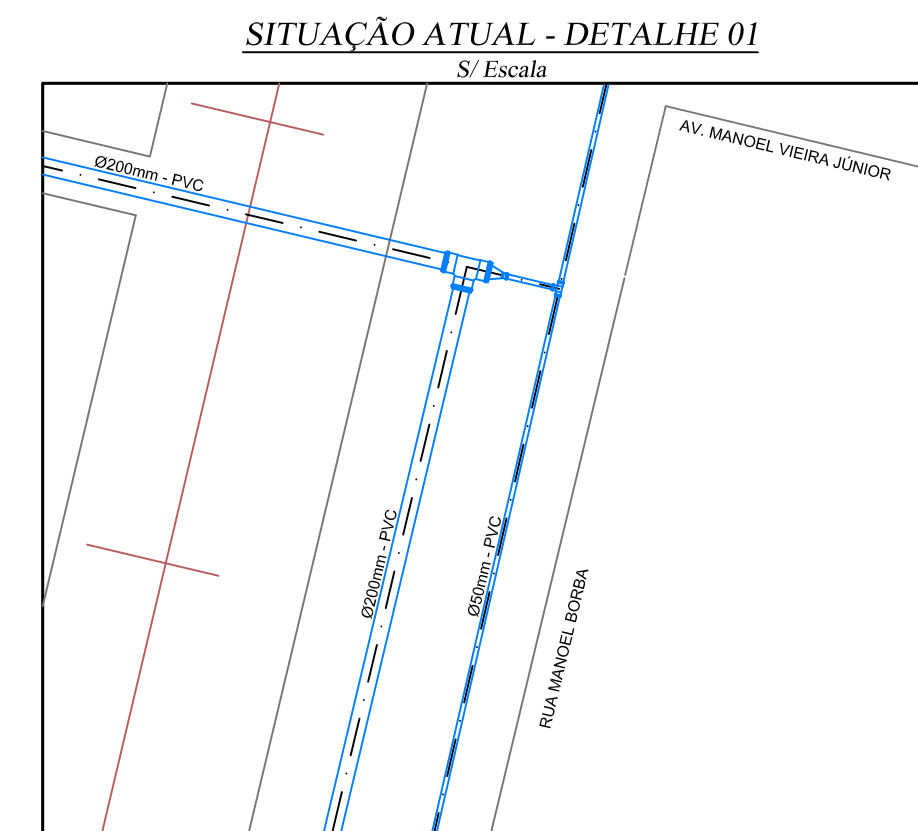 SITUAÇÃO ATUAL - DETALHE 01
S/ Escala
AV. MANOEL VIEIRA JÚNIOR
Ø200mm - PVC
Ø200mm - PVC
Ø50mm - PVC
RUA MANOEL BORBA